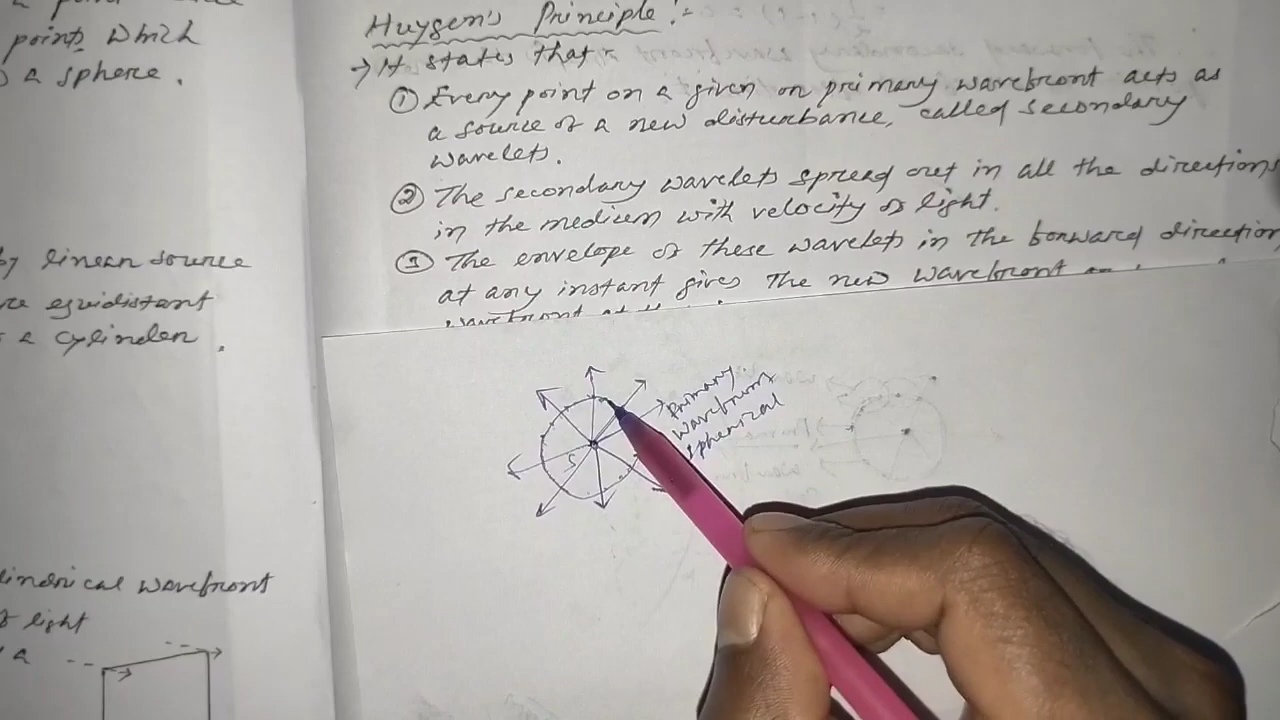 point which
a sphere.
linear source
equidistant
a cylinder.
cylindrical wavefront
light
a
Huygen's Principle :-
→ It states that
① Every point on a given on primary wavefront acts as
a source of a new disturbance, called secondary
wavelets.
② The secondary wavelets spread out in all the directions
in the medium with velocity of light.
③ The envelope of these wavelets in the forward direction
at any instant gives The new wavefront
wavefront at
Primary
wavefront
spherical
S